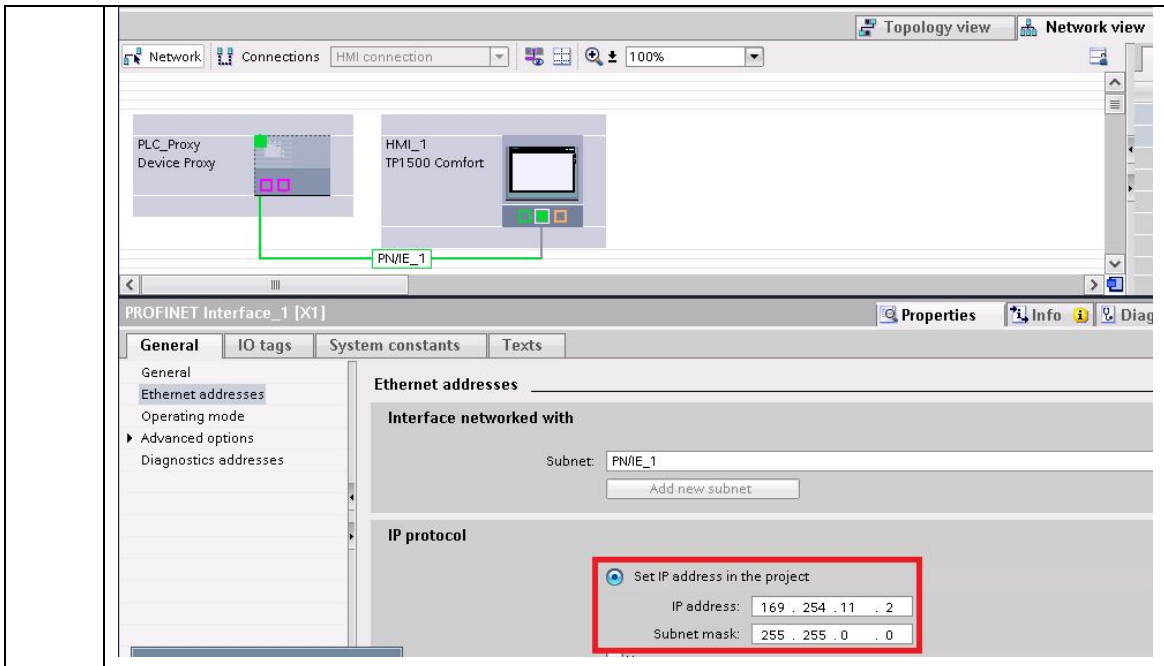 Topology view Network view
Network Connections HMI connection 100%
PLC_Proxy
Device Proxy
HMI_1
TP1500 Comfort
PN/IE_1
PROFINET Interface_1 [X1]
Properties Info Diag
General IO tags System constants Texts
General
Ethernet addresses
Operating mode
Advanced options
Diagnostics addresses
Ethernet addresses
Interface networked with
Subnet: PN/IE_1
Add new subnet
IP protocol
Set IP address in the project
IP address: 169 . 254 . 11 . 2
Subnet mask: 255 . 255 . 0 . 0